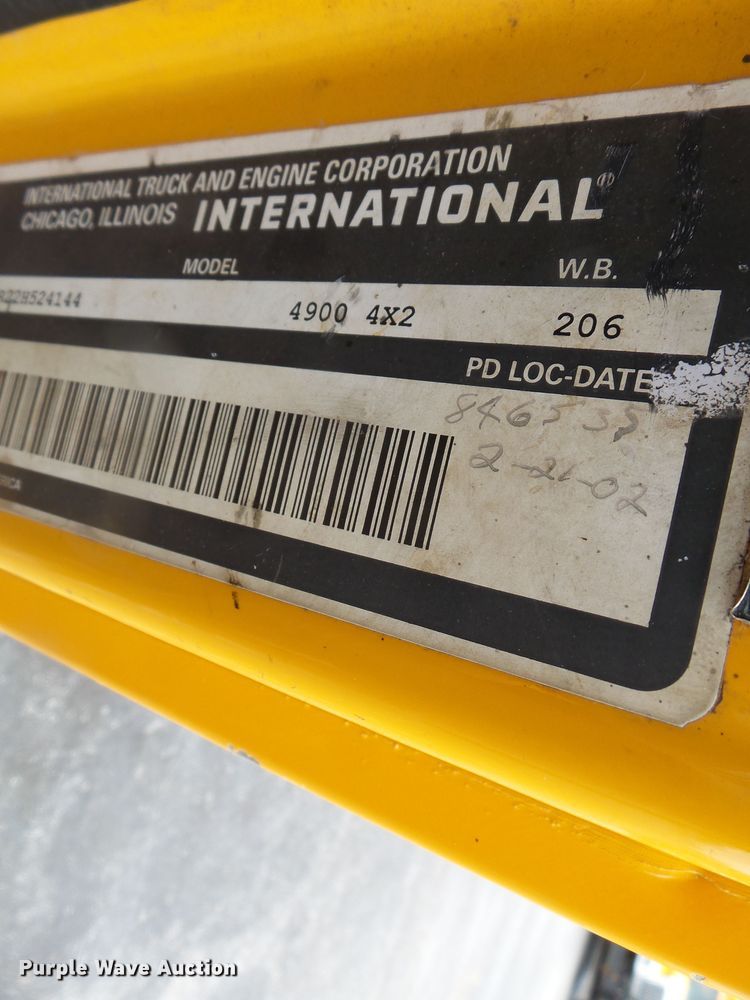 INTERNATIONAL TRUCK AND ENGINE CORPORATION
CHICAGO, ILLINOIS INTERNATIONAL®
MODEL W.B.
2H524144 4900 4X2 206
PD LOC-DATE
2-21-02
Purple Wave Auction